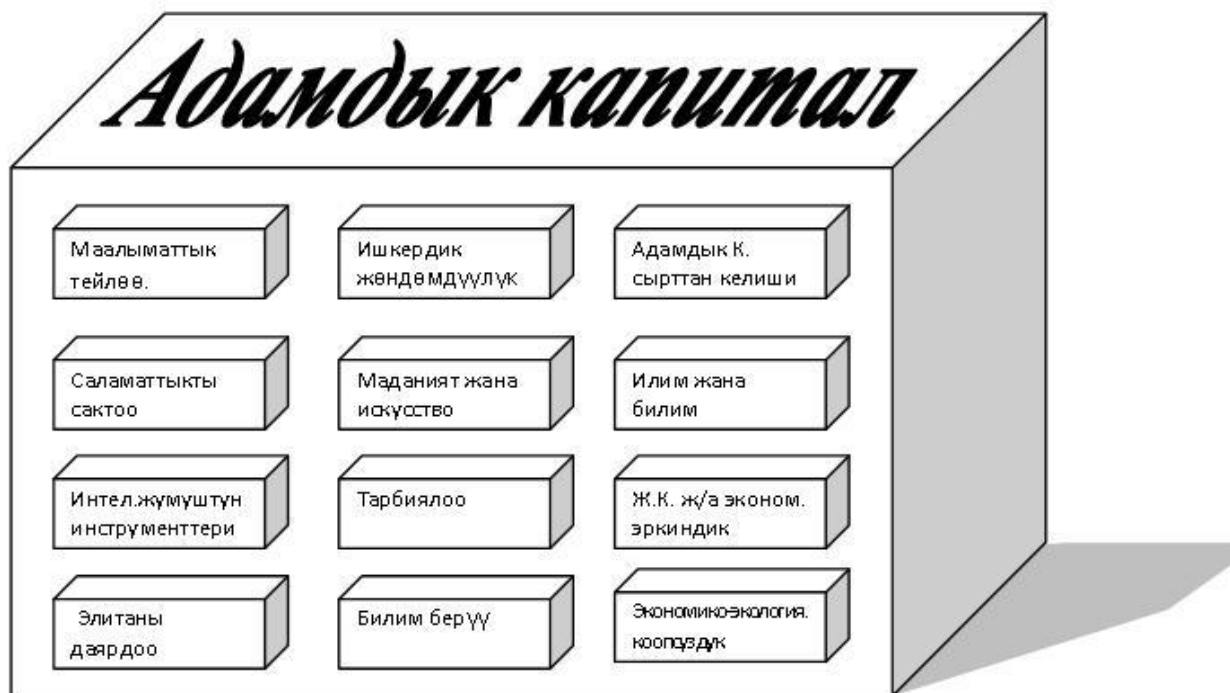 Адамдык капитал
Маалыматтык
тейлөө.
Ишкердик
жөндөмдүүлүк
Адамдык К.
сырттан келиши
Саламаттыкты
сактоо
Маданият жана
искусство
Илим жана
билим
Интел.жумуштун
инструменттери
Тарбиялоо
Ж.К. ж/а эконом.
эркиндик
Элитаны
даярдоо
Билим берүү
Экономико-экология.
коопсуздук